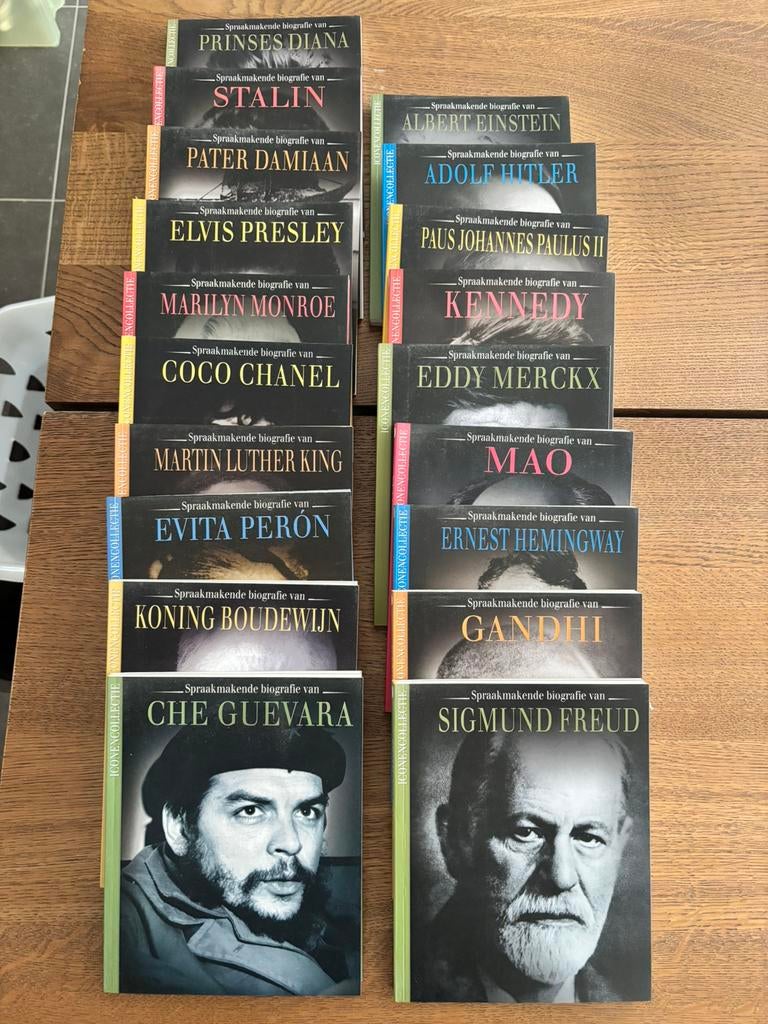 Spraakmakende biografie van
PRINSES DIANA
Spraakmakende biografie van
STALIN
Spraakmakende biografie van
PATER DAMIAAN
Spraakmakende biografie van
ELVIS PRESLEY
Spraakmakende biografie van
MARILYN MONROE
Spraakmakende biografie van
COCO CHANEL
Spraakmakende biografie van
MARTIN LUTHER KING
Spraakmakende biografie van
EVITA PERÓN
Spraakmakende biografie van
KONING BOUDEWIJN
ICONENCOLLECTIE
Spraakmakende biografie van
CHE GUEVARA
ICONENCOLLECTIE
Spraakmakende biografie van
ALBERT EINSTEIN
Spraakmakende biografie van
ADOLF HITLER
Spraakmakende biografie van
PAUS JOHANNES PAULUS II
Spraakmakende biografie van
KENNEDY
ICONENCOLLECTIE
Spraakmakende biografie van
EDDY MERCKX
Spraakmakende biografie van
MAO
Spraakmakende biografie van
ERNEST HEMINGWAY
Spraakmakende biografie van
GANDHI
ICONENCOLLECTIE
Spraakmakende biografie van
SIGMUND FREUD